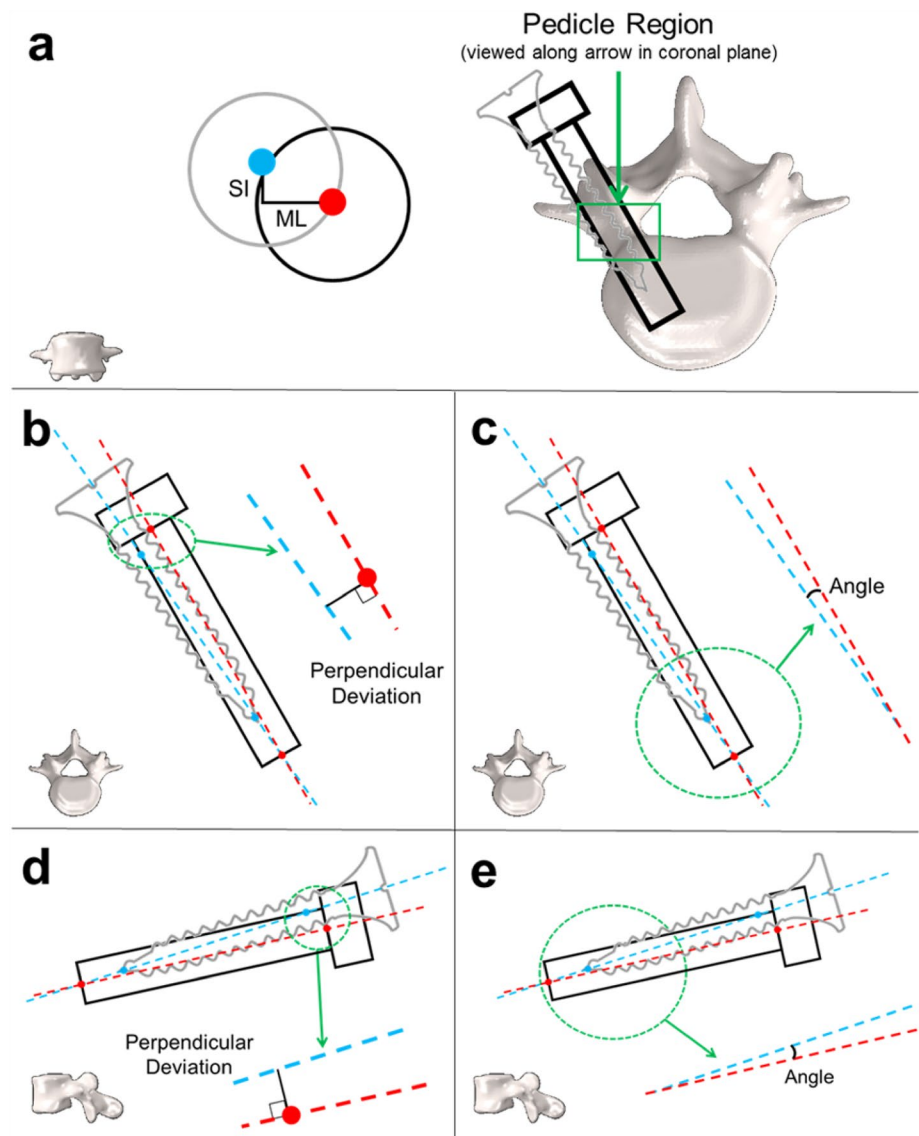 a
Pedicle Region
(viewed along arrow in coronal plane)
SI
ML
b
Perpendicular
Deviation
c
Angle
d
Perpendicular
Deviation
e
Angle